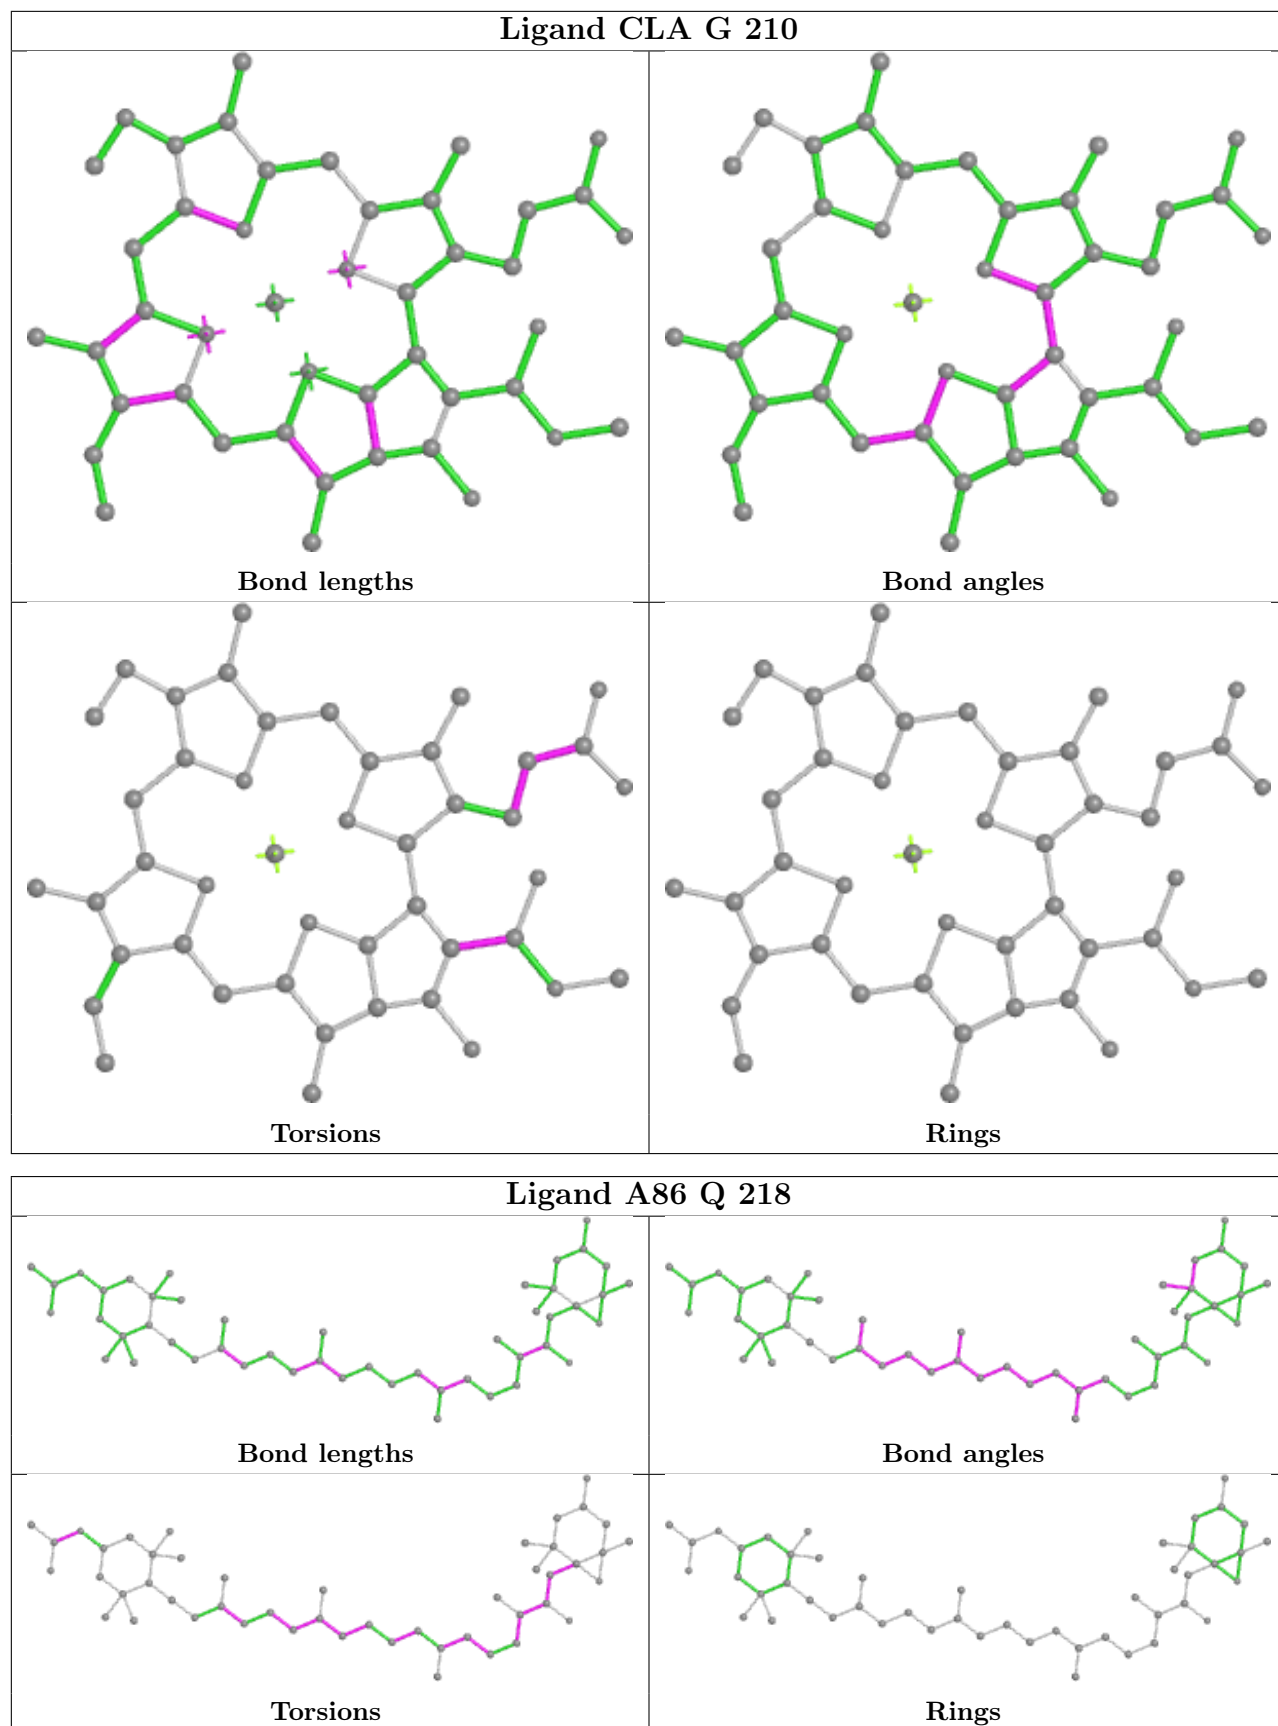 Ligand CLA G 210
Bond lengths
Bond angles
Torsions
Rings
Ligand A86 Q 218
Bond lengths
Bond angles
Torsions
Rings